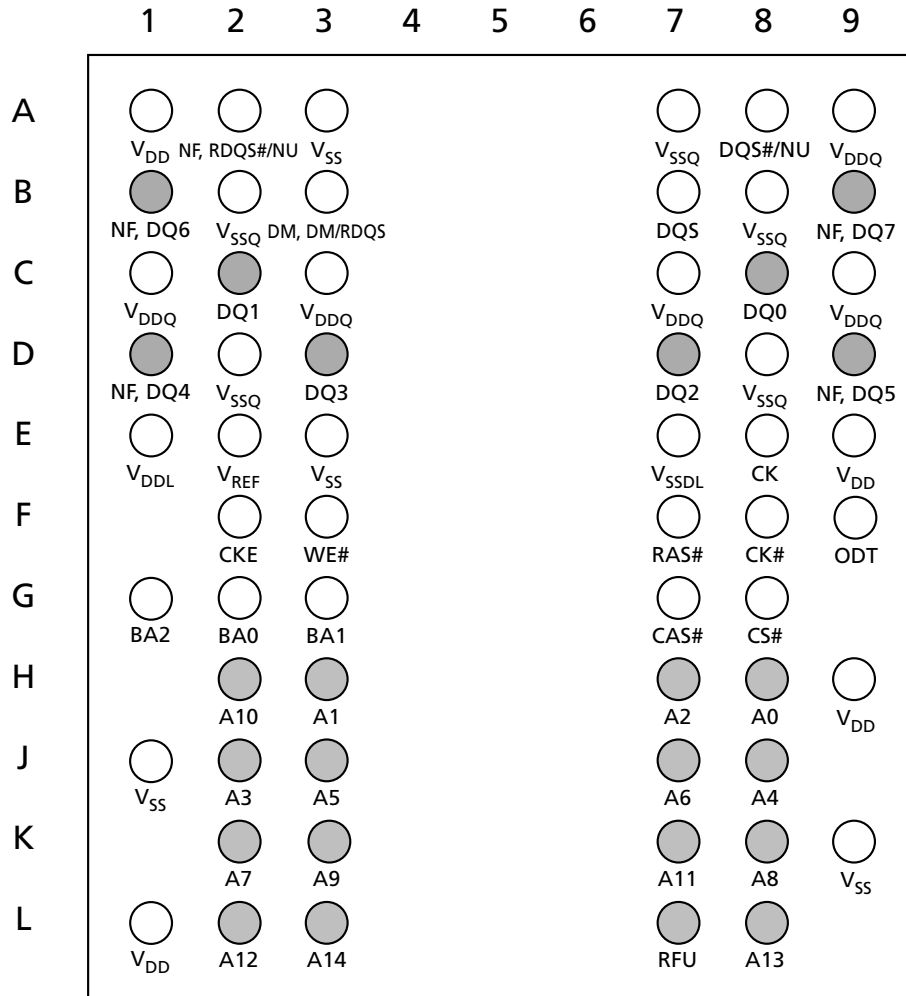 1 2 3 4 5 6 7 8 9
A
VDD NF, RDQS#/NU VSS VSSQ DQS#/NU VDDQ
B
NF, DQ6 VSSQ DM, DM/RDQS DQS VSSQ NF, DQ7
C
VDDQ DQ1 VDDQ VDDQ DQ0 VDDQ
D
NF, DQ4 VSSQ DQ3 DQ2 VSSQ NF, DQ5
E
VDDL VREF VSS VSSDL CK VDD
F
CKE WE# RAS# CK# ODT
G
BA2 BA0 BA1 CAS# CS#
H
A10 A1 A2 A0 VDD
J
VSS A3 A5 A6 A4
K
A7 A9 A11 A8 VSS
L
VDD A12 A14 RFU A13